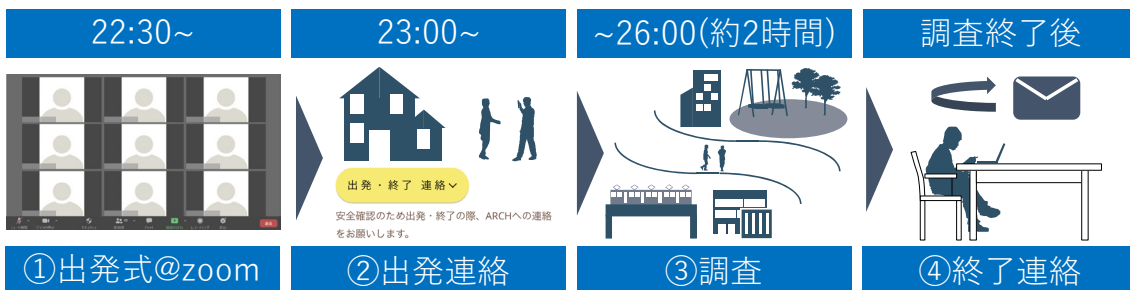 22:30~
23:00~
~26:00(約2時間)
調査終了後
出発・終了 連絡
安全確認のため出発・終了の際、ARCHへの連絡
をお願いします。
①出発式@zoom
②出発連絡
③調査
④終了連絡